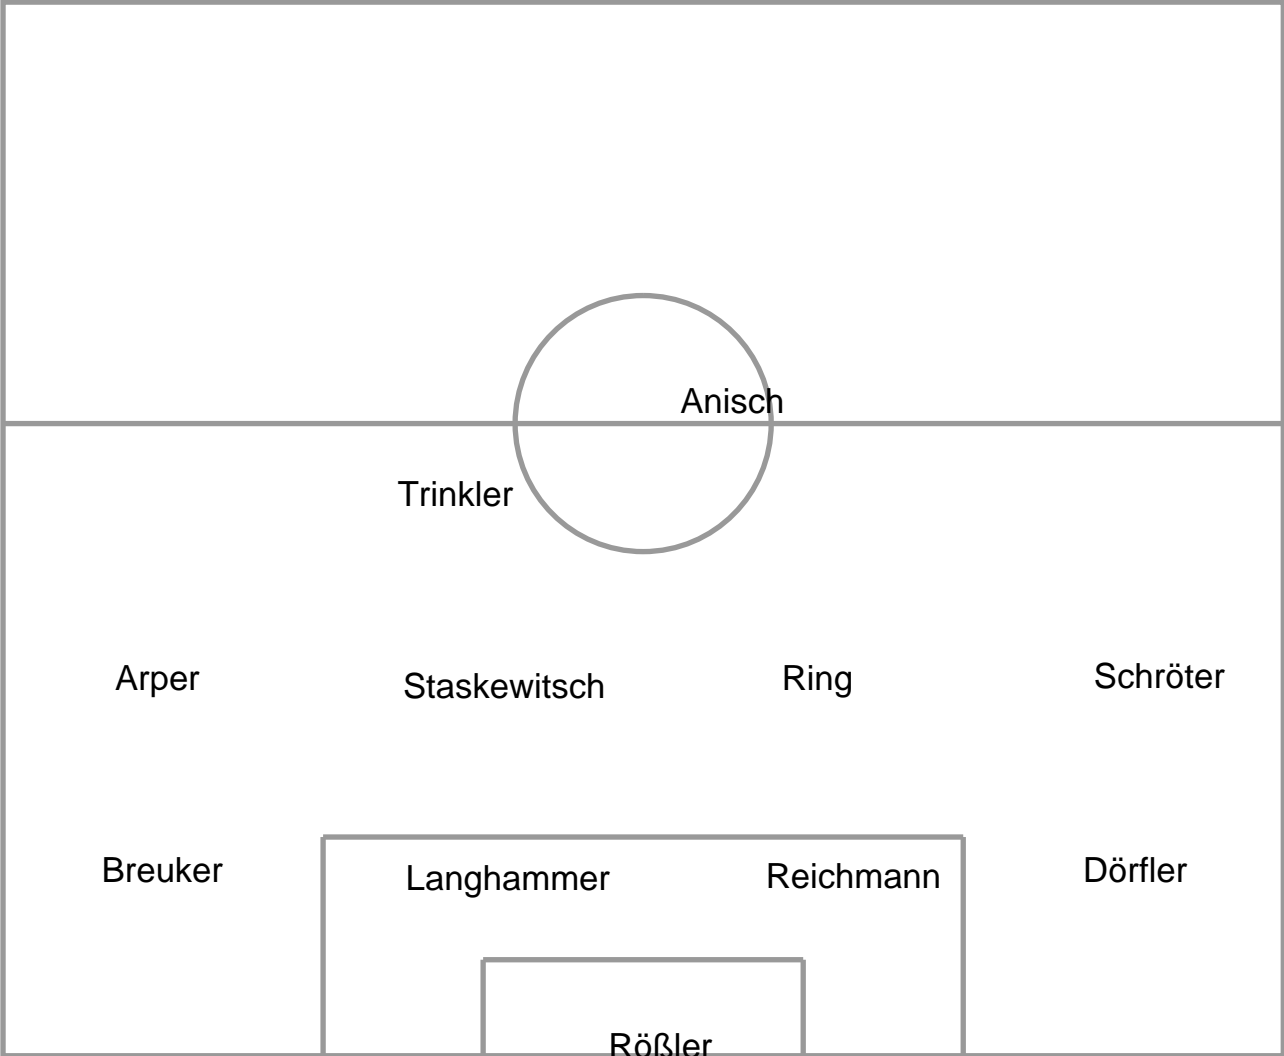 Anisch
Trinkler
Arper
Staskewitsch
Ring
Schröter
Breuker
Langhammer
Reichmann
Dörfler
Rößler